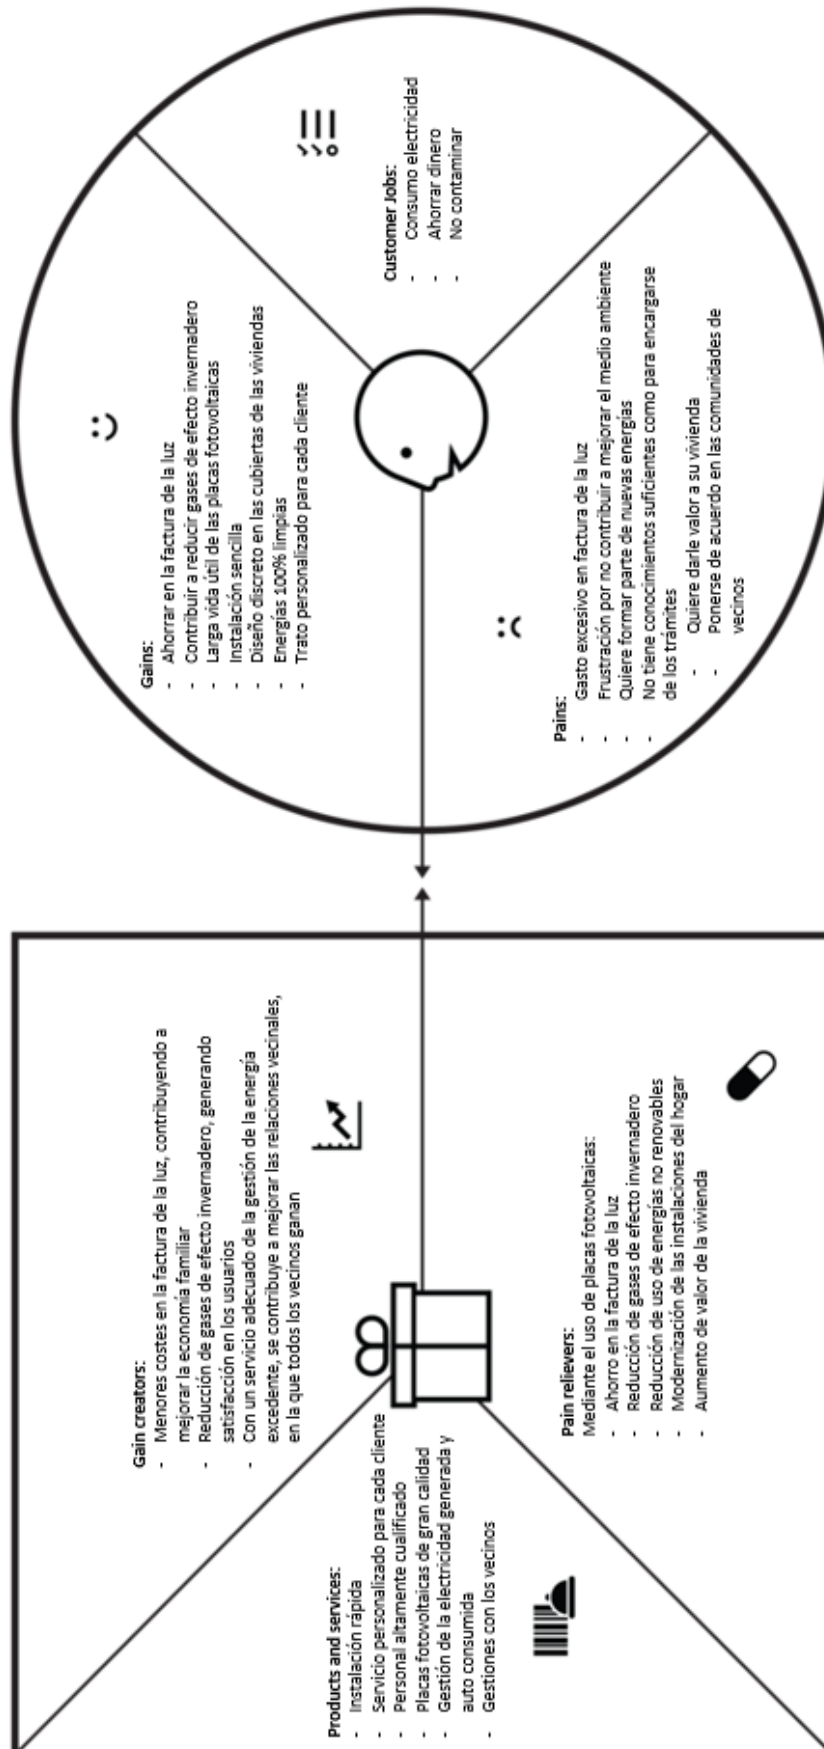 Gain creators:
- Menores costes en la factura de la luz, contribuyendo a
mejorar la economía familiar
- Reducción de gases de efecto invernadero, generando
satisfacción en los usuarios
- Con un servicio adecuado de la gestión de la energía
excedente, se contribuye a mejorar las relaciones vecinales,
en la que todos los vecinos ganan
Products and services:
- Instalación rápida
- Servicio personalizado para cada cliente
- Personal altamente cualificado
- Placas fotovoltaicas de gran calidad
- Gestión de la electricidad generada y
auto consumida
- Gestiones con los vecinos
Pain relievers:
Mediante el uso de placas fotovoltaicas:
- Ahorro en la factura de la luz
- Reducción de gases de efecto invernadero
- Reducción de uso de energías no renovables
- Modernización de las instalaciones del hogar
- Aumento de valor de la vivienda
Gains:
- Ahorrar en la factura de la luz
- Contribuir a reducir gases de efecto invernadero
- Larga vida útil de las placas fotovoltaicas
- Instalación sencilla
- Diseño discreto en las cubiertas de las viviendas
- Energías 100% limpias
- Trato personalizado para cada cliente
Customer Jobs:
- Consumo electricidad
- Ahorrar dinero
- No contaminar
Pains:
- Gasto excesivo en factura de la luz
- Frustración por no contribuir a mejorar el medio ambiente
- Quiere formar parte de nuevas energías
- No tiene conocimientos suficientes como para encargarse
de los trámites
- Quiere darle valor a su vivienda
- Ponerse de acuerdo en las comunidades de
vecinos